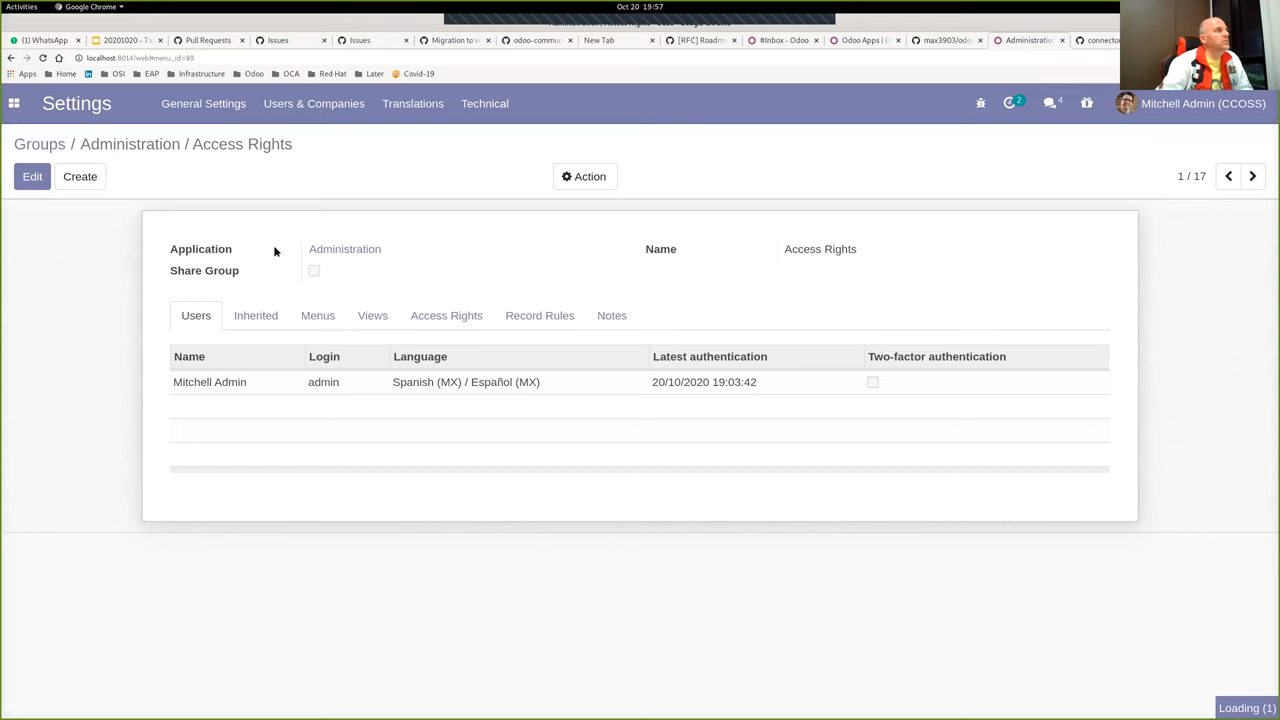 Activities Google Chrome Oct 20 19:57
(1) WhatsApp 20201020 - Ta Pull Requests Issues Issues Migration to v odoo-commun New Tab [RFC] Roadm #Inbox - Odoo Odoo Apps | O max3903/odo Administration connector
localhost:8014/web#menu_id=89
Apps Home OSI EAP Infrastructure Odoo OCA Red Hat Later Covid-19
Settings General Settings Users & Companies Translations Technical 2 4 Mitchell Admin (CCOSS)
Groups / Administration / Access Rights
Edit Create Action 1 / 17
Application Administration Name Access Rights
Share Group
Users Inherited Menus Views Access Rights Record Rules Notes
Name Login Language Latest authentication Two-factor authentication
Mitchell Admin admin Spanish (MX) / Español (MX) 20/10/2020 19:03:42
Loading (1)